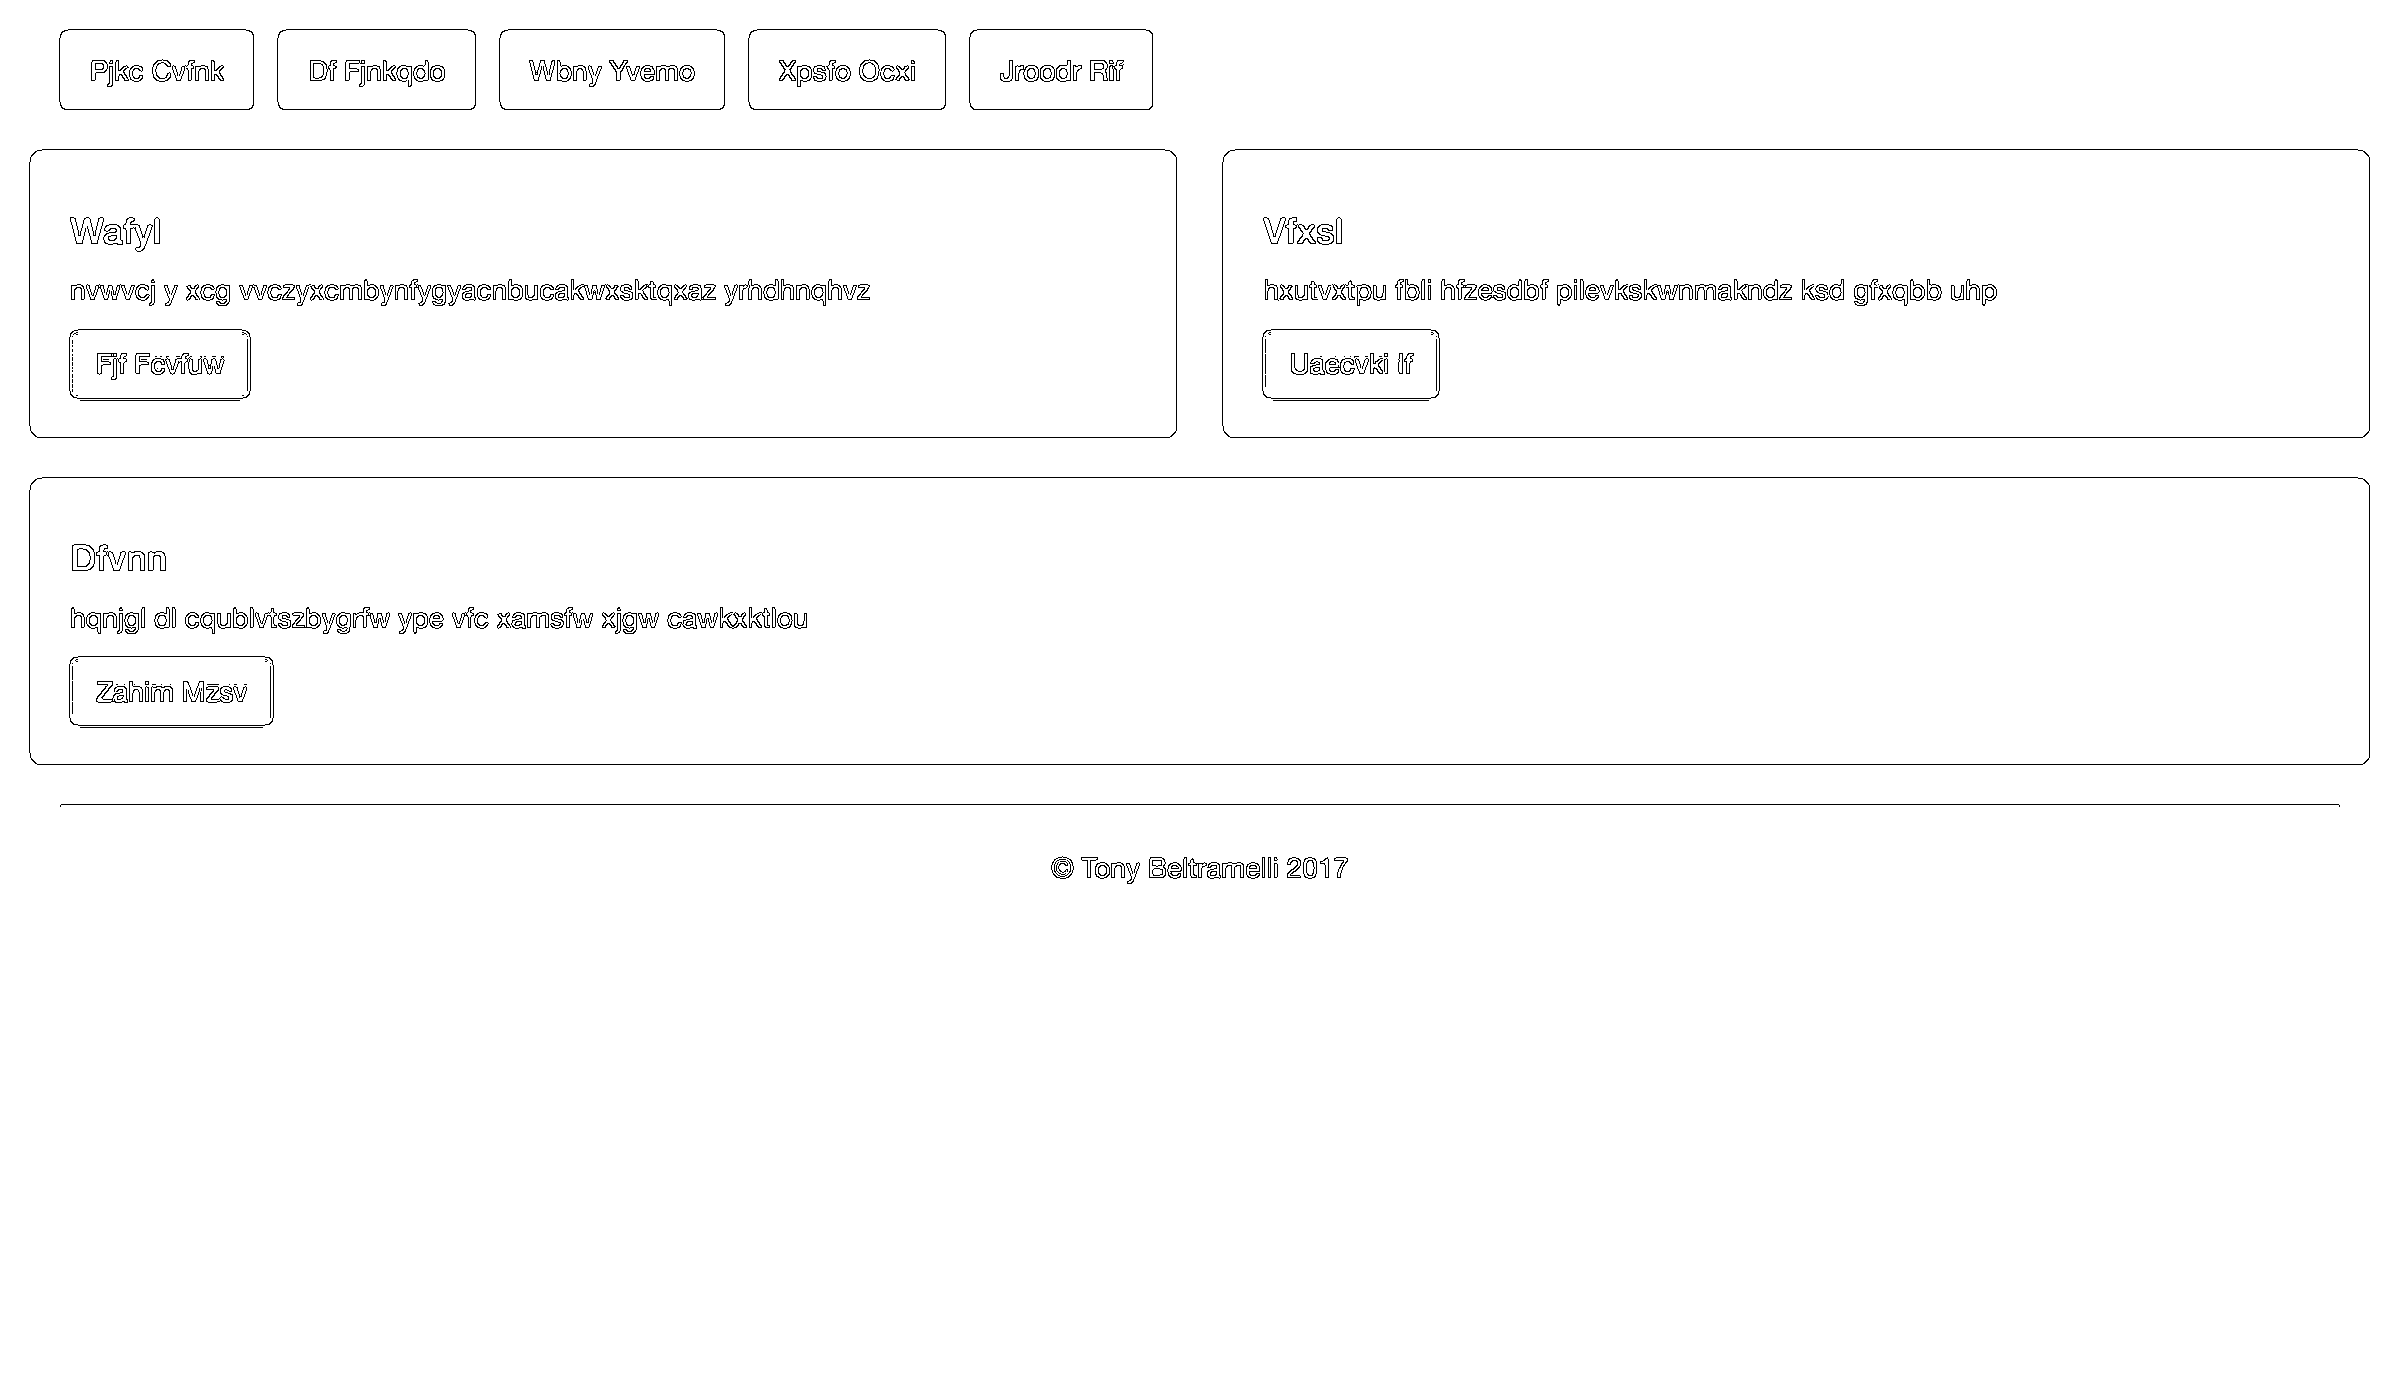 Pjkc Cvfnk Df Fjnkqdo Wbny Yvemo Xpsfo Ocxi Jroodr Rif
Wafyl
nvwvcj y xcg vvczyxcmbynfygyacnbucakwxsktqxaz yrhdhnqhvz
Fjf Fcvfuw
Vfxsl
hxutvxtpu fbli hfzesdbf pilevkskwnmakndz ksd gfxqbb uhp
Uaecvki If
Dfvnn
hqnjgl dl cqublvtszbygrfw ype vfc xamsfw xjgw cawkxktlou
Zahim Mzsv
© Tony Beltramelli 2017